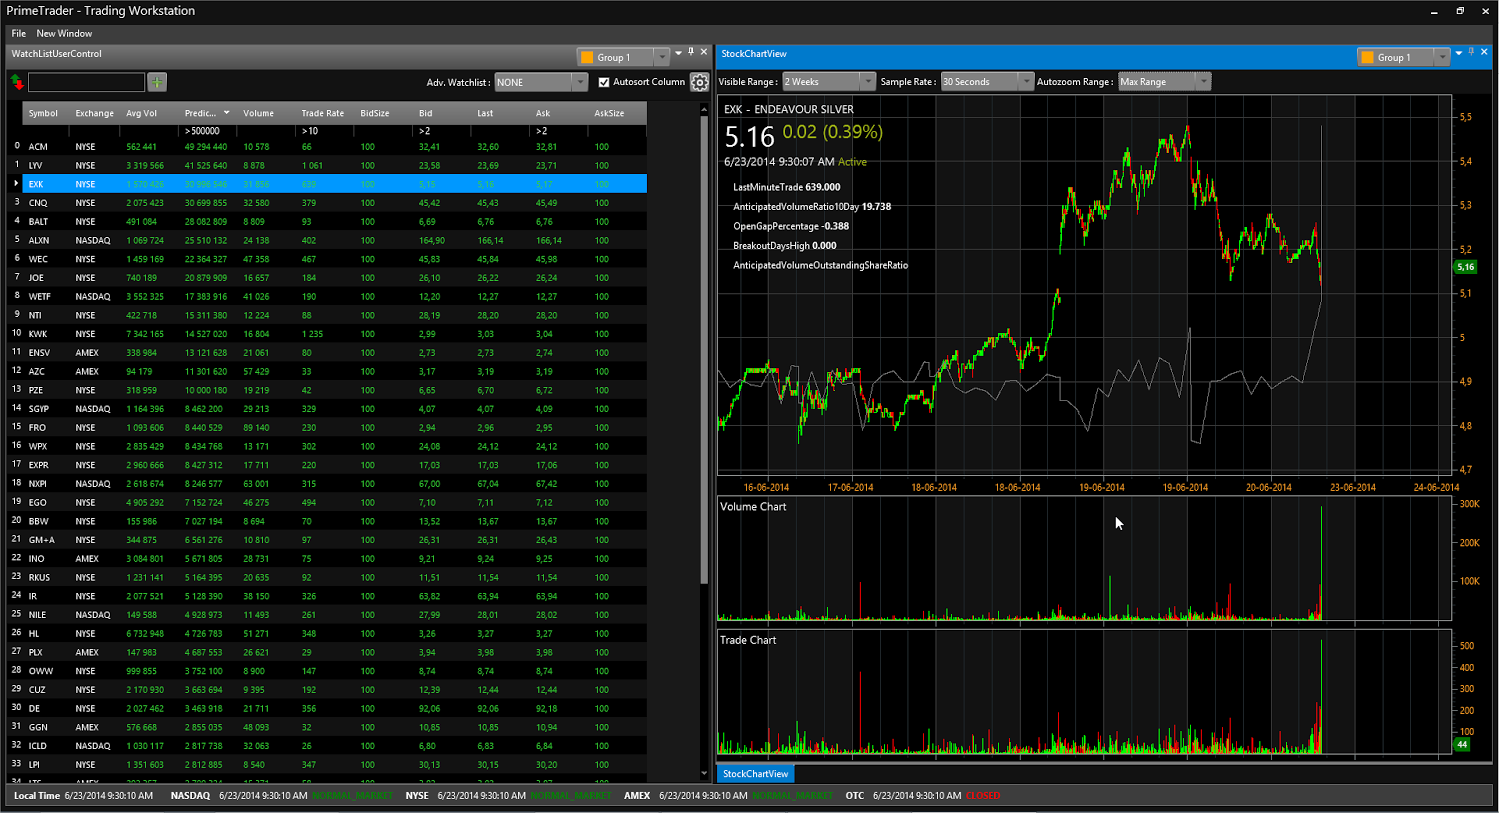 PrimeTrader - Trading Workstation
File New Window
WatchListUserControl Group 1
Adv. Watchlist : NONE Autosort Column
Symbol Exchange Avg Vol Predic... Volume Trade Rate BidSize Bid Last Ask AskSize
>500000 >10 >2 >2
0 ACM NYSE 562 441 49 294 440 10 578 66 100 32,41 32,60 32,81 100
1 LYV NYSE 3 319 566 41 525 640 8 878 1 061 100 23,58 23,69 23,71 100
EXK NYSE 30 996 546 31 856 639 100 5,15 5,16 5,17 100
3 CNQ NYSE 2 075 423 30 699 855 32 580 379 100 45,42 45,43 45,49 100
4 BALT NYSE 491 084 28 082 809 8 809 93 100 6,69 6,76 6,76 100
5 ALXN NASDAQ 1 069 724 25 510 132 24 138 402 100 164,90 166,14 166,14 100
6 WEC NYSE 1 459 169 22 364 327 47 358 467 100 45,83 45,84 45,98 100
7 JOE NYSE 740 189 20 879 909 16 657 184 100 26,10 26,22 26,24 100
8 WETF NASDAQ 3 552 325 17 383 916 41 026 190 100 12,20 12,27 12,27 100
9 NTI NYSE 422 718 15 311 380 12 224 88 100 28,19 28,20 28,20 100
10 KWK NYSE 7 342 165 14 527 020 16 804 1 235 100 2,99 3,03 3,04 100
11 ENSV AMEX 338 984 13 121 628 21 061 80 100 2,73 2,73 2,74 100
12 AZC AMEX 94 179 11 301 620 57 429 33 100 3,17 3,19 3,19 100
13 PZE NYSE 318 959 10 000 180 19 219 42 100 6,65 6,70 6,72 100
14 SGYP NASDAQ 1 164 396 8 462 200 29 213 329 100 4,07 4,07 4,09 100
15 FRO NYSE 1 093 606 8 440 529 89 140 230 100 2,94 2,96 2,95 100
16 WPX NYSE 2 835 429 8 434 768 13 171 302 100 24,08 24,12 24,12 100
17 EXPR NYSE 2 960 666 8 427 312 17 711 220 100 17,03 17,03 17,06 100
18 NXPI NASDAQ 2 618 674 8 246 577 63 001 315 100 67,00 67,04 67,42 100
19 EGO NYSE 4 905 292 7 152 724 46 275 494 100 7,10 7,11 7,12 100
20 BBW NYSE 155 986 7 027 194 8 694 70 100 13,52 13,67 13,67 100
21 GM+A NYSE 344 875 6 561 276 10 810 97 100 26,31 26,31 26,43 100
22 INO AMEX 3 084 801 5 671 805 28 731 75 100 9,21 9,24 9,25 100
23 RKUS NYSE 1 231 141 5 164 395 20 635 92 100 11,51 11,54 11,54 100
24 IR NYSE 2 077 521 5 128 390 38 150 326 100 63,82 63,94 63,94 100
25 NILE NASDAQ 149 588 4 928 973 11 493 261 100 27,99 28,01 28,02 100
26 HL NYSE 6 732 948 4 726 783 51 271 348 100 3,26 3,27 3,27 100
27 PLX AMEX 147 983 4 687 553 26 621 29 100 3,94 3,98 3,98 100
28 OWW NYSE 999 855 3 752 100 8 900 147 100 8,74 8,74 8,74 100
29 CUZ NYSE 2 170 930 3 663 694 9 395 192 100 12,39 12,44 12,44 100
30 DE NYSE 2 027 462 3 463 918 21 711 356 100 92,06 92,06 92,18 100
31 GGN AMEX 576 668 2 855 035 48 093 32 100 10,85 10,85 10,94 100
32 ICLD NASDAQ 1 030 117 2 817 738 32 063 26 100 6,80 6,83 6,84 100
33 LPI NYSE 1 351 603 2 812 885 8 540 347 100 30,13 30,15 30,20 100
StockChartView Group 1
Visible Range : 2 Weeks Sample Rate : 30 Seconds Autozoom Range : Max Range
EXK - ENDEAVOUR SILVER
5.16 0.02 (0.39%)
6/23/2014 9:30:07 AM Active
LastMinuteTrade 639.000
AnticipatedVolumeRatio10Day 19.738
OpenGapPercentage -0.388
BreakoutDaysHigh 0.000
AnticipatedVolumeOutstandingShareRatio
5,5
5,4
5,3
5,2
5,16
5,1
5
4,9
4,8
4,7
16-06-2014 17-06-2014 18-06-2014 18-06-2014 19-06-2014 19-06-2014 20-06-2014 23-06-2014 24-06-2014
Volume Chart
300K
200K
100K
Trade Chart
500
400
300
200
100
44
StockChartView
Local Time 6/23/2014 9:30:10 AM NASDAQ 6/23/2014 9:30:10 AM NORMAL_MARKET NYSE 6/23/2014 9:30:10 AM NORMAL_MARKET AMEX 6/23/2014 9:30:10 AM NORMAL_MARKET OTC 6/23/2014 9:30:10 AM CLOSED